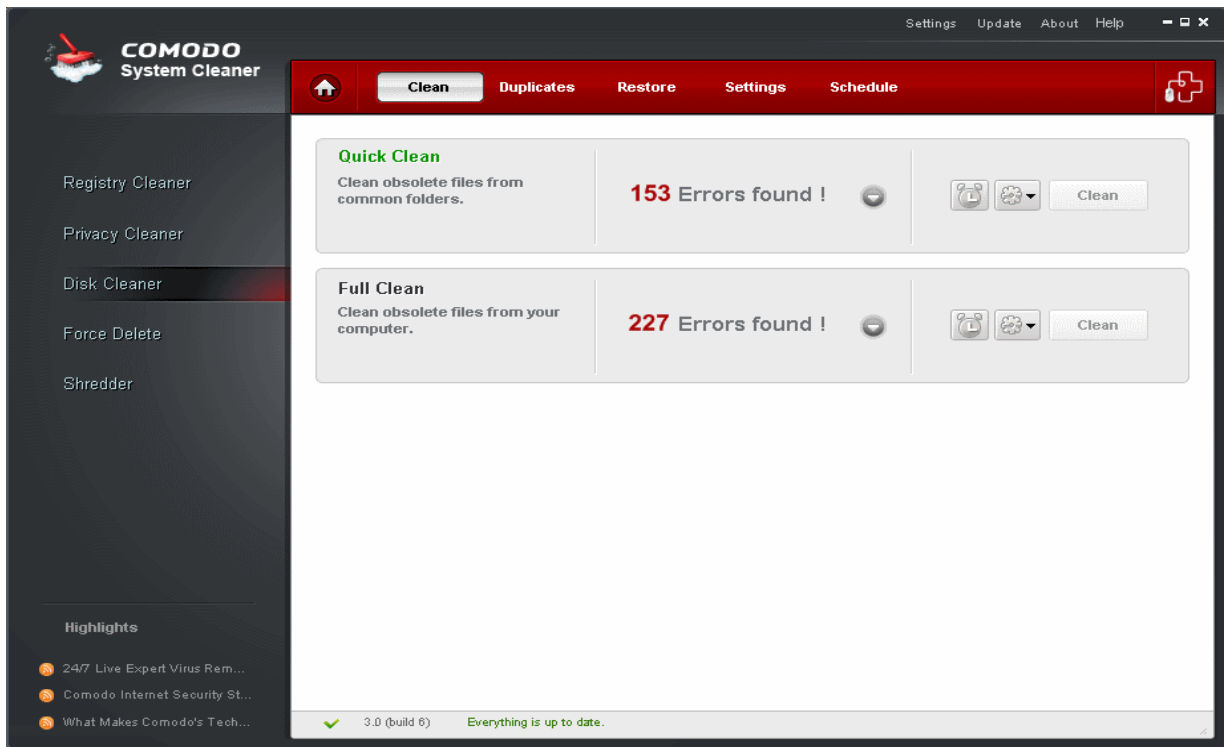 Settings Update About Help
COMODO
System Cleaner
Clean Duplicates Restore Settings Schedule
Registry Cleaner
Privacy Cleaner
Disk Cleaner
Force Delete
Shredder
Quick Clean
Clean obsolete files from
common folders.
153 Errors found !
Clean
Full Clean
Clean obsolete files from your
computer.
227 Errors found !
Clean
Highlights
24/7 Live Expert Virus Rem...
Comodo Internet Security St...
What Makes Comodo's Tech...
3.0 (build 6) Everything is up to date.